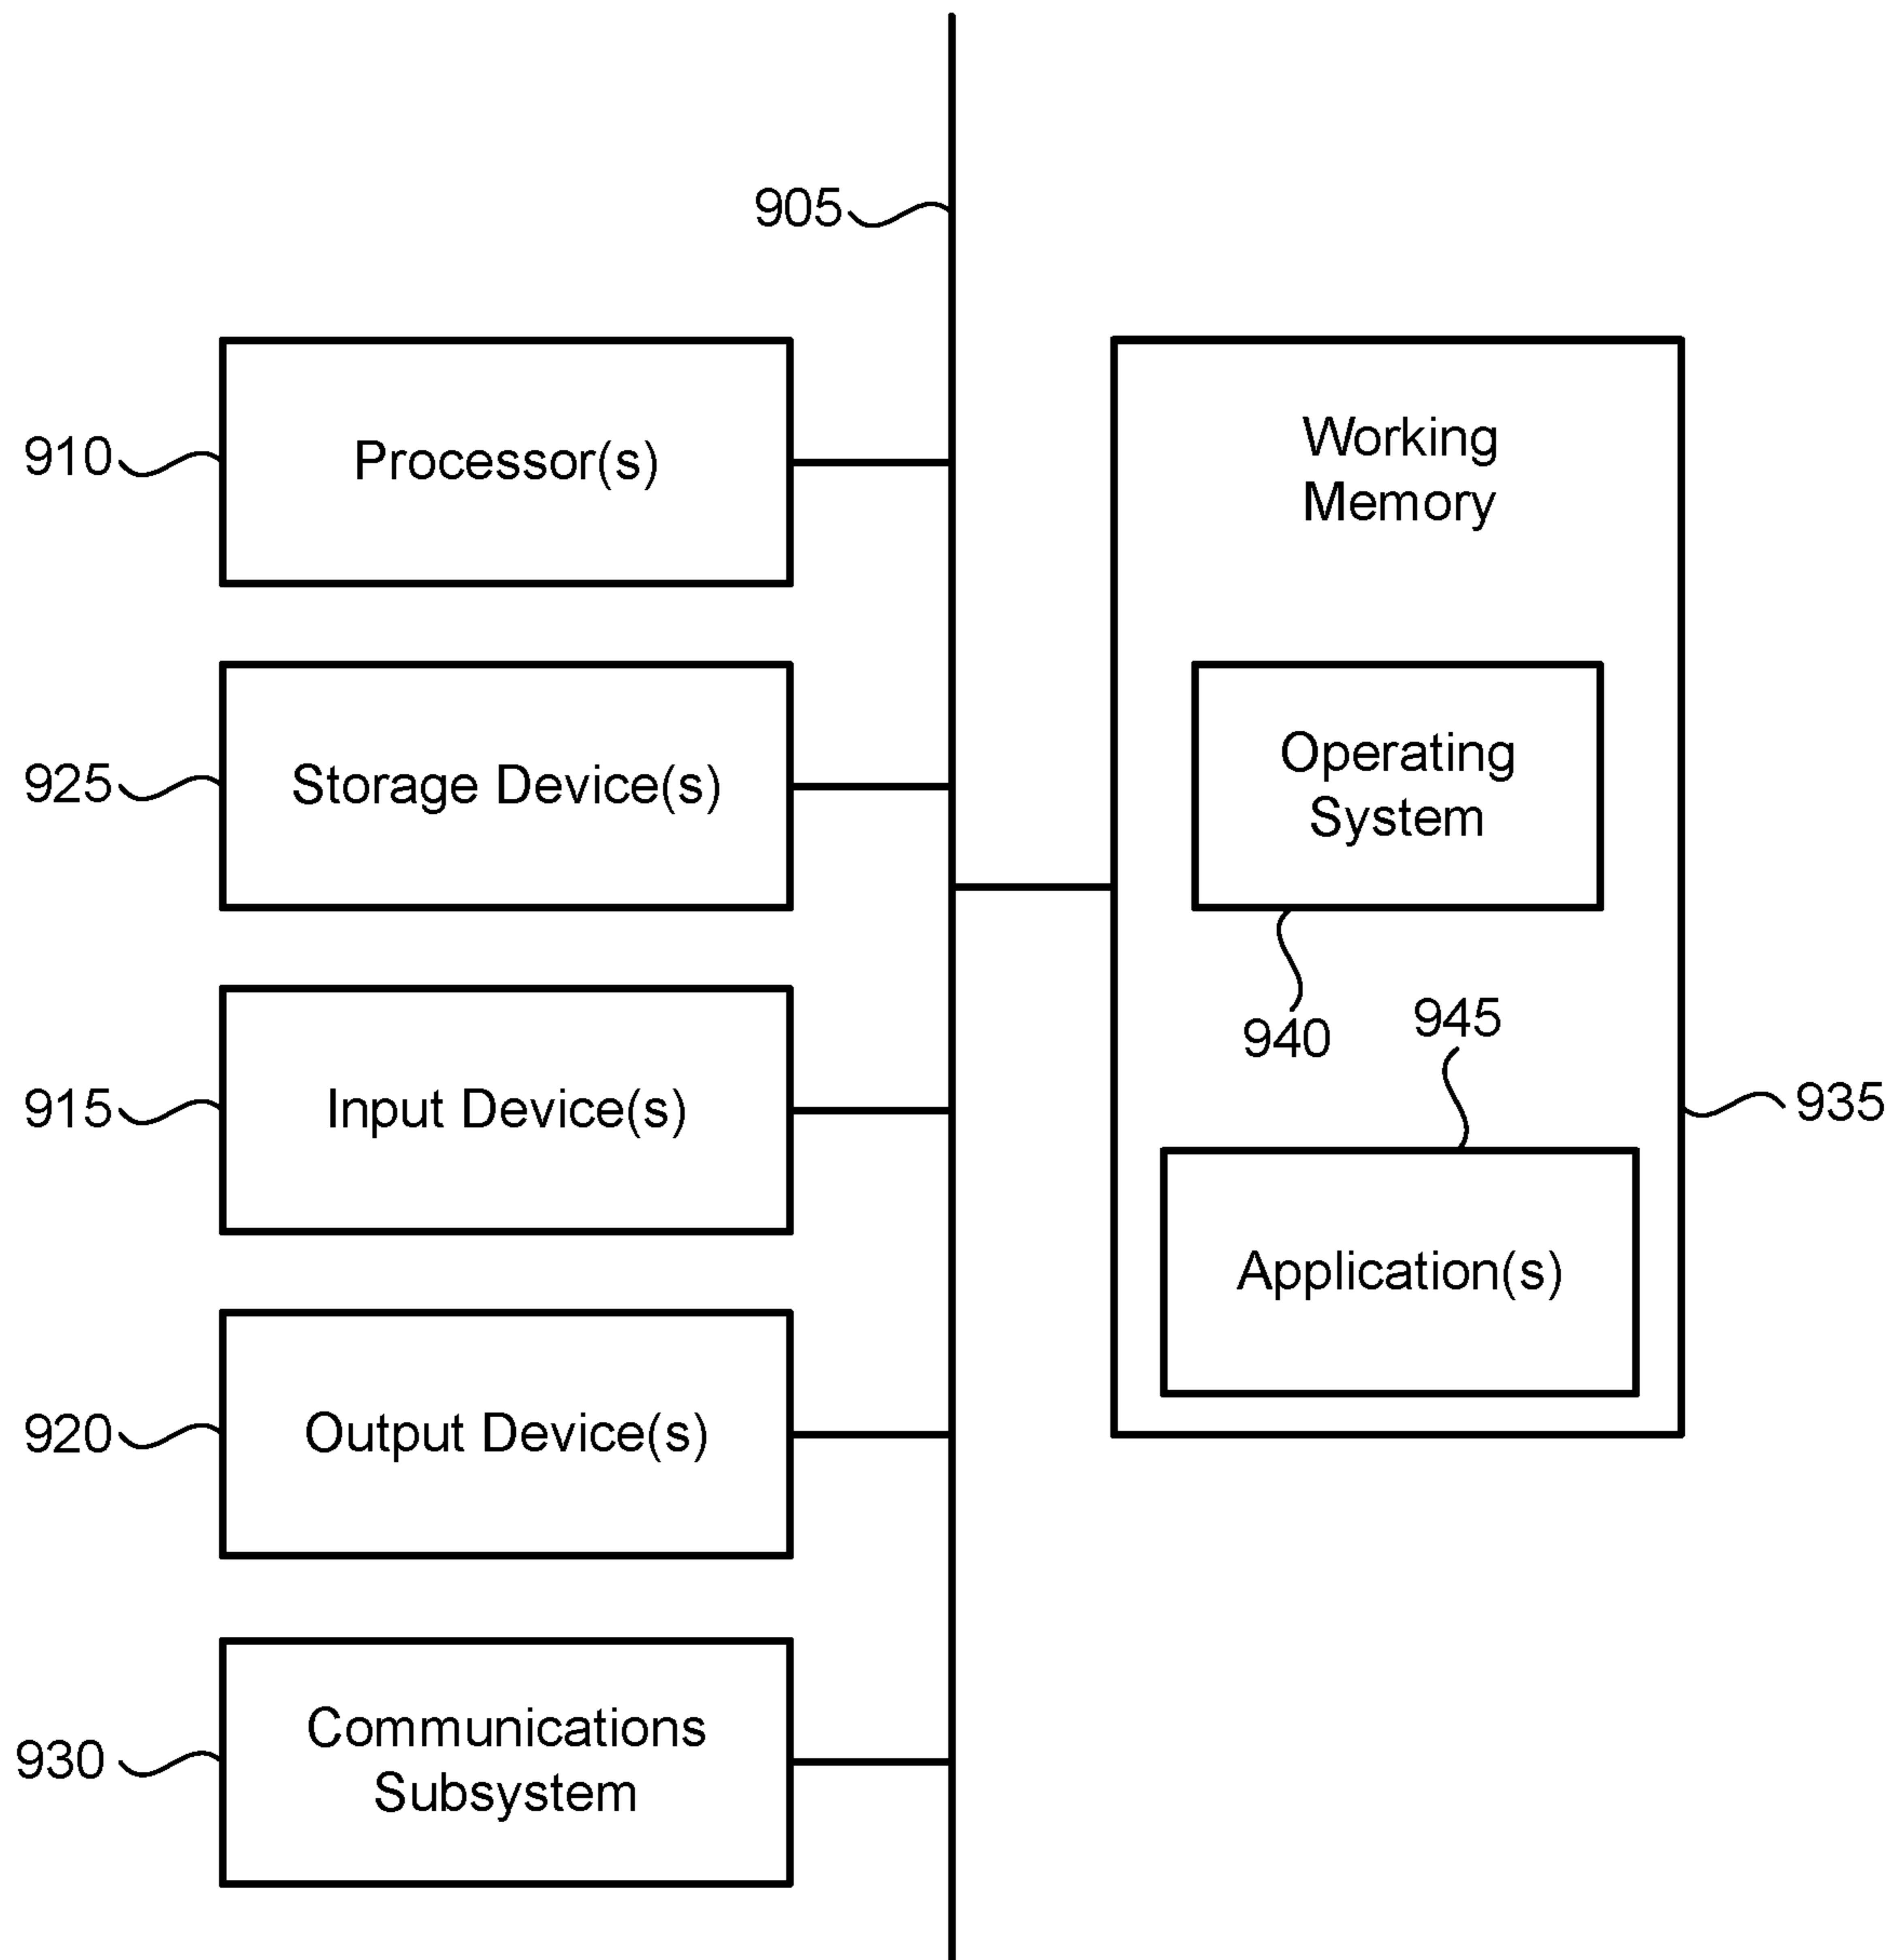 905
910
Processor(s)
925
Storage Device(s)
915
Input Device(s)
920
Output Device(s)
930
Communications
Subsystem
Working
Memory
Operating
System
940
945
935
Application(s)